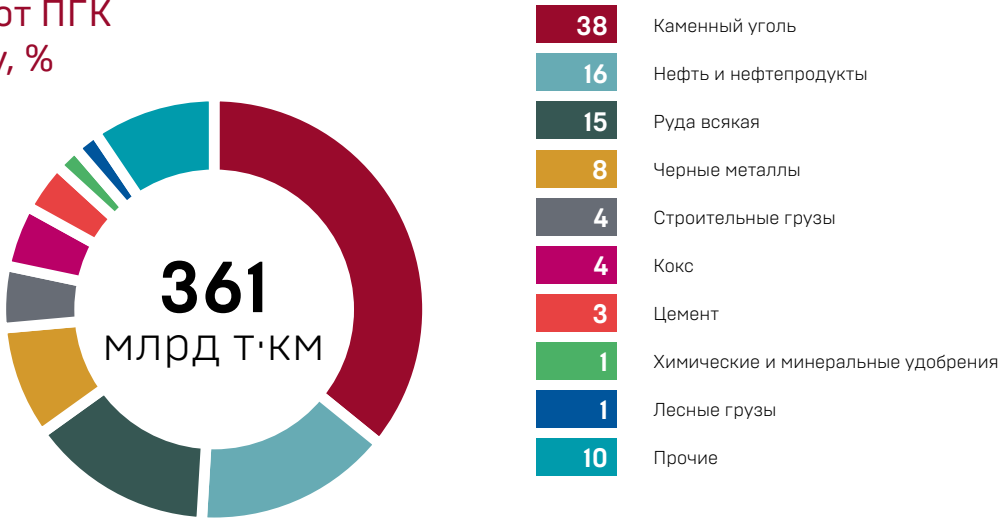 от ПГК
у, %
361
млрд т·км
38 Каменный уголь
16 Нефть и нефтепродукты
15 Руда всякая
8 Черные металлы
4 Строительные грузы
4 Кокс
3 Цемент
1 Химические и минеральные удобрения
1 Лесные грузы
10 Прочие